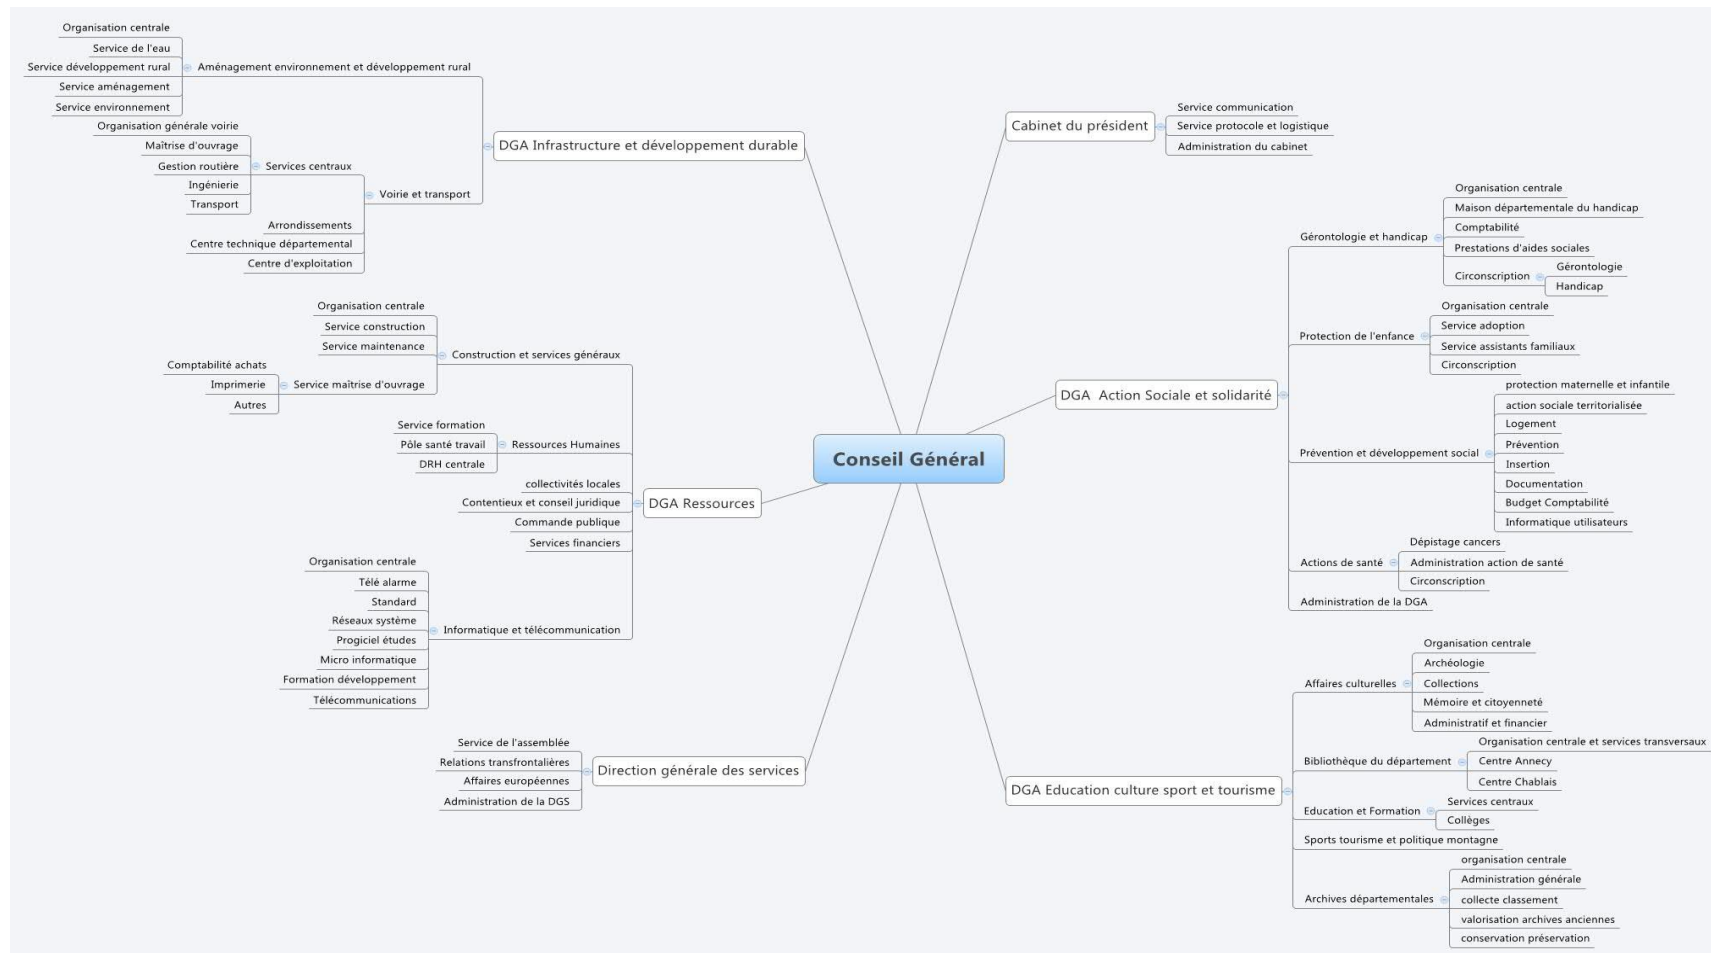 Conseil Général
Cabinet du président
Service communication
Service protocole et logistique
Administration du cabinet
DGA  Action Sociale et solidarité
Gérontologie et handicap
Organisation centrale
Maison départementale du handicap
Comptabilité
Prestations d'aides sociales
Circonscription
Gérontologie
Handicap
Protection de l'enfance
Organisation centrale
Service adoption
Service assistants familiaux
Circonscription
Prévention et développement social
protection maternelle et infantile
action sociale territorialisée
Logement
Prévention
Insertion
Documentation
Budget Comptabilité
Informatique utilisateurs
Actions de santé
Dépistage cancers
Administration action de santé
Circonscription
Administration de la DGA
DGA Education culture sport et tourisme
Affaires culturelles
Organisation centrale
Archéologie
Collections
Mémoire et citoyenneté
Administratif et financier
Bibliothèque du département
Organisation centrale et services transversaux
Centre Annecy
Centre Chablais
Education et Formation
Services centraux
Collèges
Sports tourisme et politique montagne
Archives départementales
organisation centrale
Administration générale
collecte classement
valorisation archives anciennes
conservation préservation
DGA Infrastructure et développement durable
Aménagement environnement et développement rural
Organisation centrale
Service de l'eau
Service développement rural
Service aménagement
Service environnement
Voirie et transport
Services centraux
Organisation générale voirie
Maîtrise d'ouvrage
Gestion routière
Ingénierie
Transport
Arrondissements
Centre technique départemental
Centre d'exploitation
DGA Ressources
Construction et services généraux
Organisation centrale
Service construction
Service maintenance
Service maîtrise d'ouvrage
Comptabilité achats
Imprimerie
Autres
Ressources Humaines
Service formation
Pôle santé travail
DRH centrale
collectivités locales
Contentieux et conseil juridique
Commande publique
Services financiers
Informatique et télécommunication
Organisation centrale
Télé alarme
Standard
Réseaux système
Progiciel études
Micro informatique
Formation développement
Télécommunications
Direction générale des services
Service de l'assemblée
Relations transfrontalières
Affaires européennes
Administration de la DGS